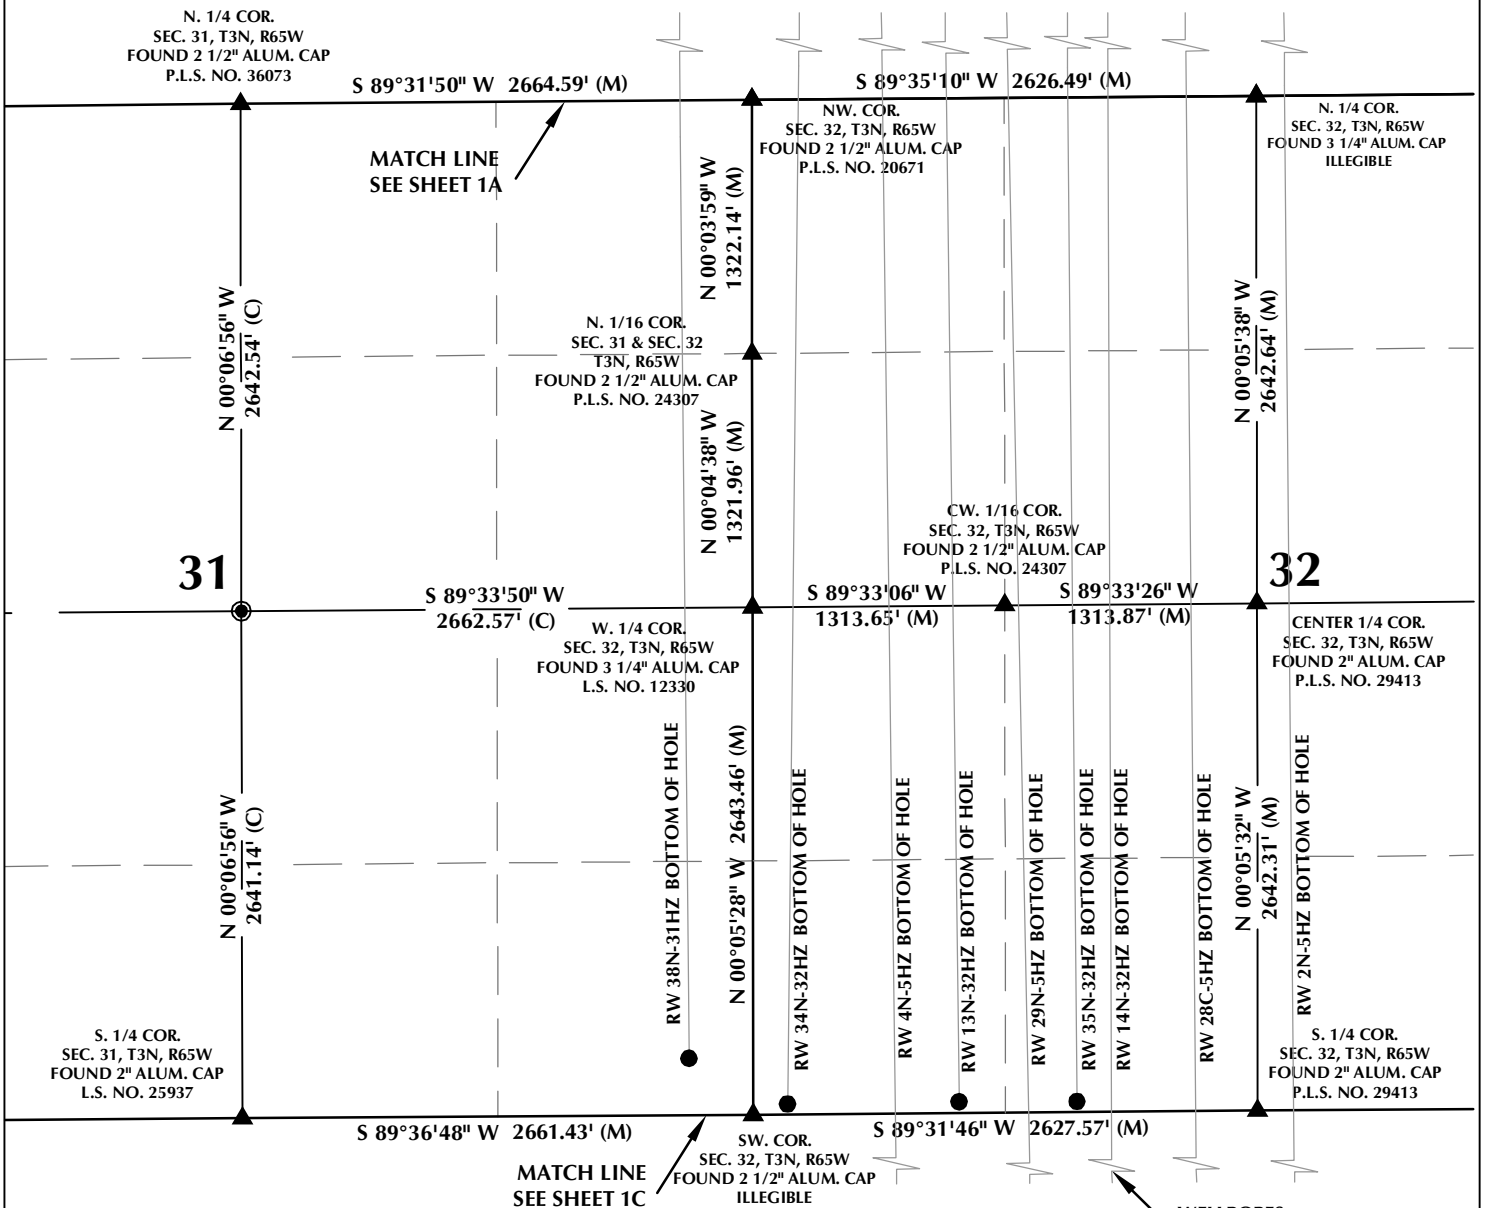 N. 1/4 COR.
SEC. 31, T3N, R65W
FOUND 2 1/2" ALUM. CAP
P.L.S. NO. 36073
S 89°31'50" W 2664.59' (M)
S 89°35'10" W 2626.49' (M)
NW. COR.
SEC. 32, T3N, R65W
FOUND 2 1/2" ALUM. CAP
P.L.S. NO. 20671
N. 1/4 COR.
SEC. 32, T3N, R65W
FOUND 3 1/4" ALUM. CAP
ILLEGIBLE
MATCH LINE
SEE SHEET 1A
N 00°03'59" W
1322.14' (M)
N 00°06'56" W
2642.54' (C)
N. 1/16 COR.
SEC. 31 & SEC. 32
T3N, R65W
FOUND 2 1/2" ALUM. CAP
P.L.S. NO. 24307
N 00°05'38" W
2642.64' (M)
N 00°04'38" W
1321.96' (M)
CW. 1/16 COR.
SEC. 32, T3N, R65W
FOUND 2 1/2" ALUM. CAP
P.L.S. NO. 24307
31
32
S 89°33'50" W
2662.57' (C)
S 89°33'06" W
1313.65' (M)
S 89°33'26" W
1313.87' (M)
W. 1/4 COR.
SEC. 32, T3N, R65W
FOUND 3 1/4" ALUM. CAP
L.S. NO. 12330
CENTER 1/4 COR.
SEC. 32, T3N, R65W
FOUND 2" ALUM. CAP
P.L.S. NO. 29413
N 00°06'56" W
2641.14' (C)
RW 38N-31HZ BOTTOM OF HOLE
N 00°05'28" W 2643.46' (M)
RW 34N-32HZ BOTTOM OF HOLE
RW 4N-5HZ BOTTOM OF HOLE
RW 13N-32HZ BOTTOM OF HOLE
RW 29N-5HZ BOTTOM OF HOLE
RW 35N-32HZ BOTTOM OF HOLE
RW 14N-32HZ BOTTOM OF HOLE
RW 28C-5HZ BOTTOM OF HOLE
N 00°05'32" W
2642.31' (M)
RW 2N-5HZ BOTTOM OF HOLE
S. 1/4 COR.
SEC. 31, T3N, R65W
FOUND 2" ALUM. CAP
L.S. NO. 25937
S. 1/4 COR.
SEC. 32, T3N, R65W
FOUND 2" ALUM. CAP
P.L.S. NO. 29413
S 89°36'48" W 2661.43' (M)
S 89°31'46" W 2627.57' (M)
SW. COR.
SEC. 32, T3N, R65W
FOUND 2 1/2" ALUM. CAP
ILLEGIBLE
MATCH LINE
SEE SHEET 1C